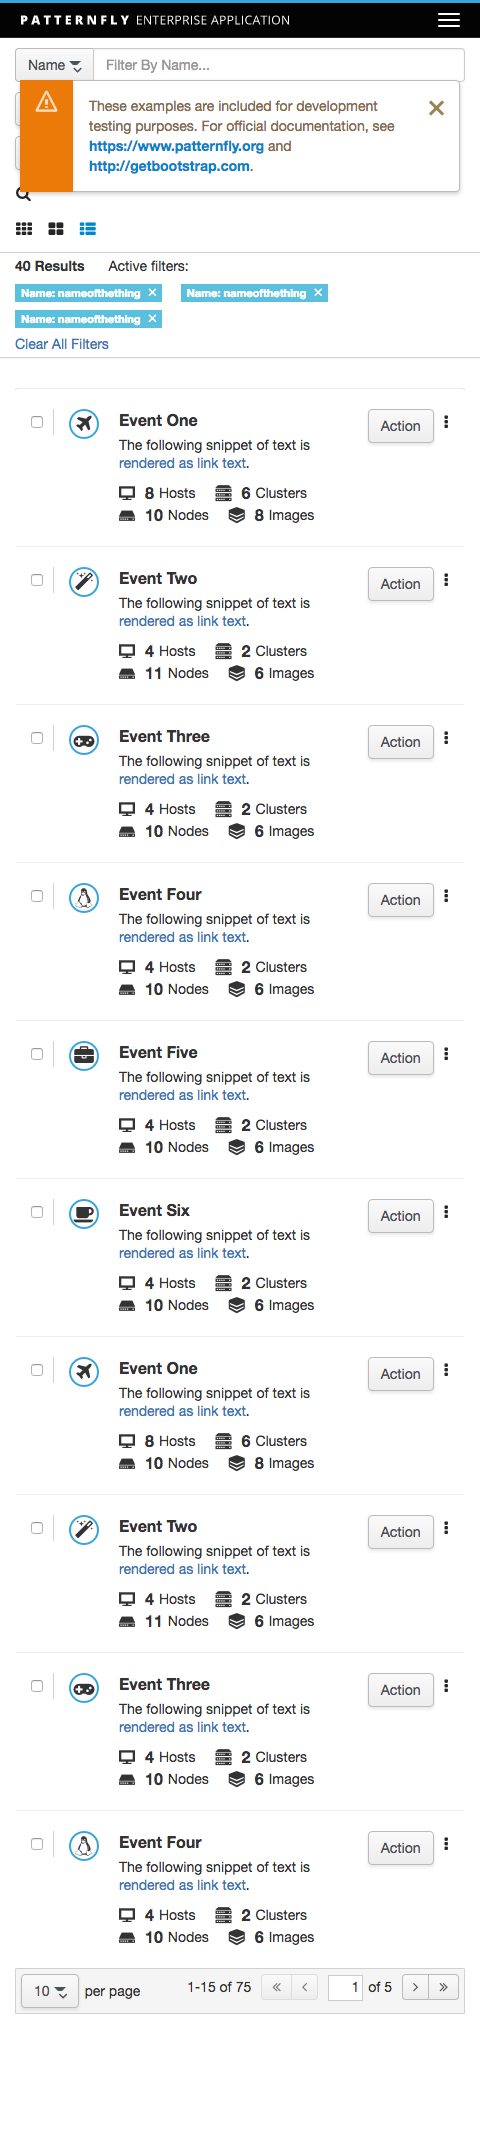 PATTERNFLY ENTERPRISE APPLICATION
Name Filter By Name...
These examples are included for development
testing purposes. For official documentation, see
https://www.patternfly.org and
http://getbootstrap.com.
40 Results Active filters:
Name: nameofthething × Name: nameofthething ×
Name: nameofthething ×
Clear All Filters
Event One Action
The following snippet of text is
rendered as link text.
8 Hosts 6 Clusters
10 Nodes 8 Images
Event Two Action
The following snippet of text is
rendered as link text.
4 Hosts 2 Clusters
11 Nodes 6 Images
Event Three Action
The following snippet of text is
rendered as link text.
4 Hosts 2 Clusters
10 Nodes 6 Images
Event Four Action
The following snippet of text is
rendered as link text.
4 Hosts 2 Clusters
10 Nodes 6 Images
Event Five Action
The following snippet of text is
rendered as link text.
4 Hosts 2 Clusters
10 Nodes 6 Images
Event Six Action
The following snippet of text is
rendered as link text.
4 Hosts 2 Clusters
10 Nodes 6 Images
Event One Action
The following snippet of text is
rendered as link text.
8 Hosts 6 Clusters
10 Nodes 8 Images
Event Two Action
The following snippet of text is
rendered as link text.
4 Hosts 2 Clusters
11 Nodes 6 Images
Event Three Action
The following snippet of text is
rendered as link text.
4 Hosts 2 Clusters
10 Nodes 6 Images
Event Four Action
The following snippet of text is
rendered as link text.
4 Hosts 2 Clusters
10 Nodes 6 Images
10 per page 1-15 of 75 « ‹ 1 of 5 › »